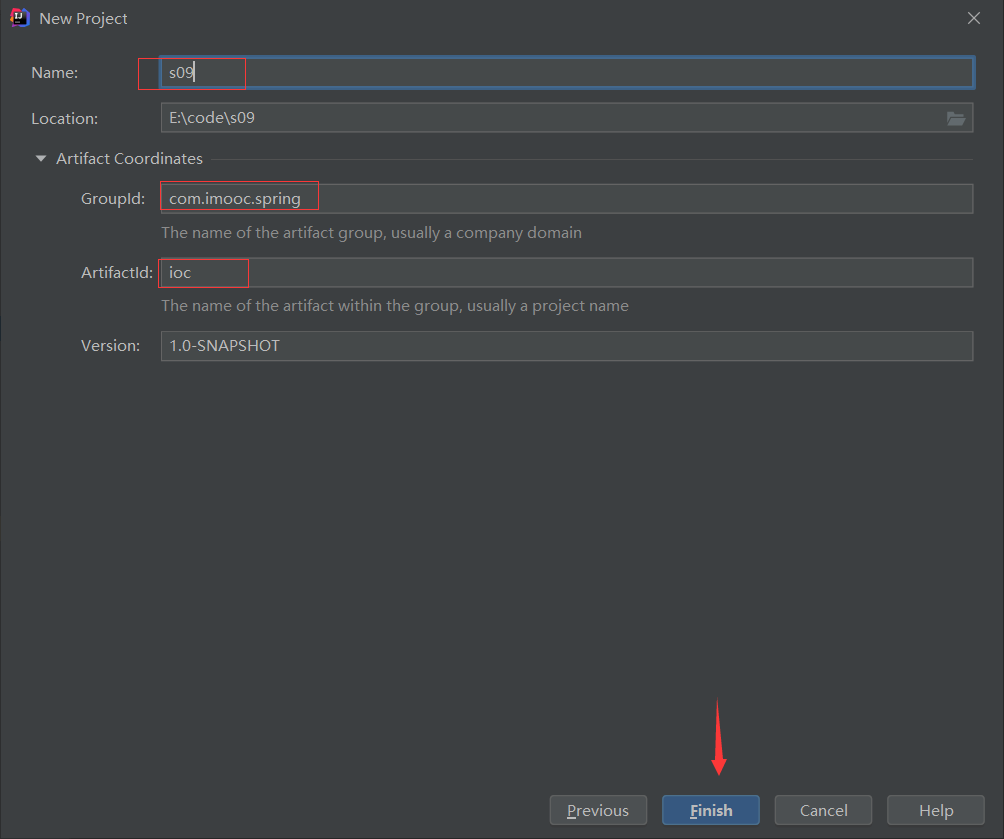 New Project
Name: s09
Location: E:\code\s09
Artifact Coordinates
GroupId: com.imooc.spring
The name of the artifact group, usually a company domain
ArtifactId: ioc
The name of the artifact within the group, usually a project name
Version: 1.0-SNAPSHOT
Previous Finish Cancel Help